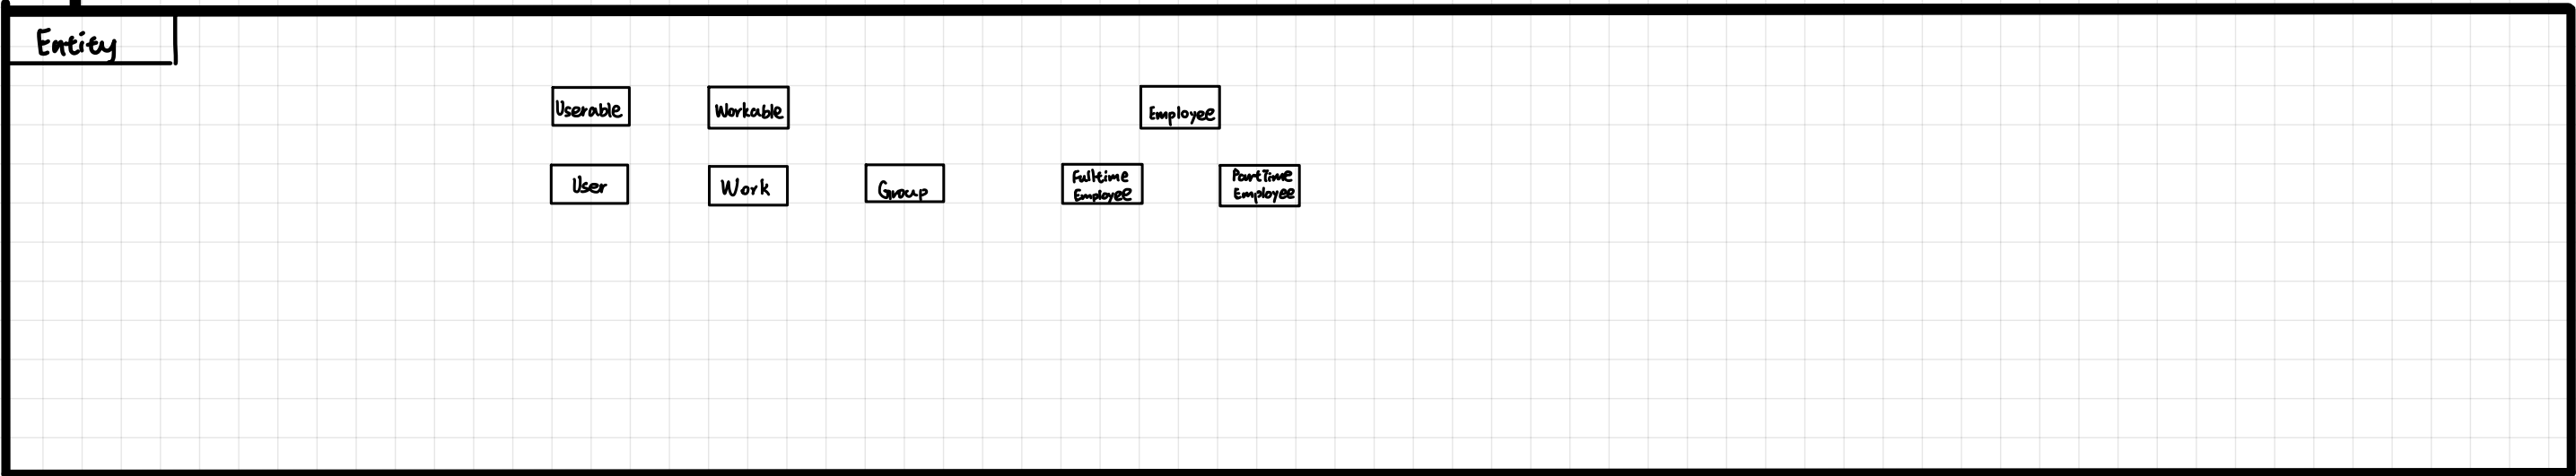 Entity
Userable
Workable
Employee
User
Work
Group
Fulltime
Employee
PartTime
Employee